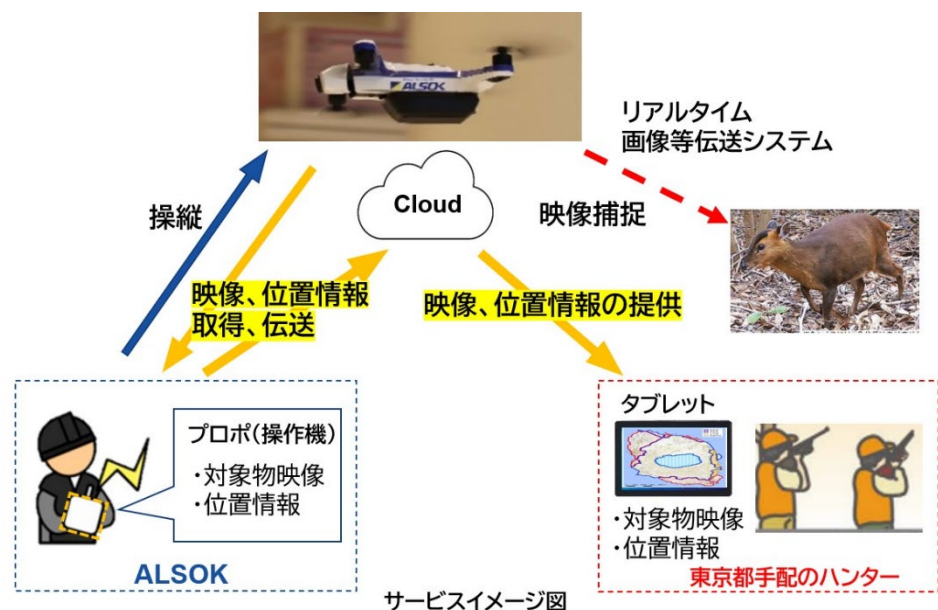 ALSOK
リアルタイム
画像等伝送システム
操縦
Cloud
映像捕捉
映像、位置情報
取得、伝送
映像、位置情報の提供
プロポ(操作機)
・対象物映像
・位置情報
ALSOK
タブレット
・対象物映像
・位置情報
東京都手配のハンター
サービスイメージ図